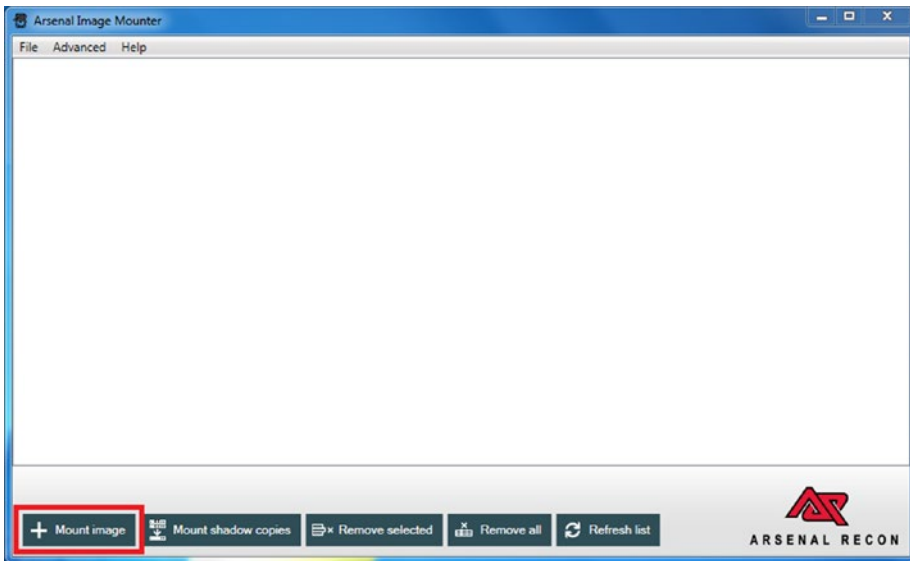 Arsenal Image Mounter
File Advanced Help
Mount image Mount shadow copies Remove selected Remove all Refresh list
ARSENAL RECON